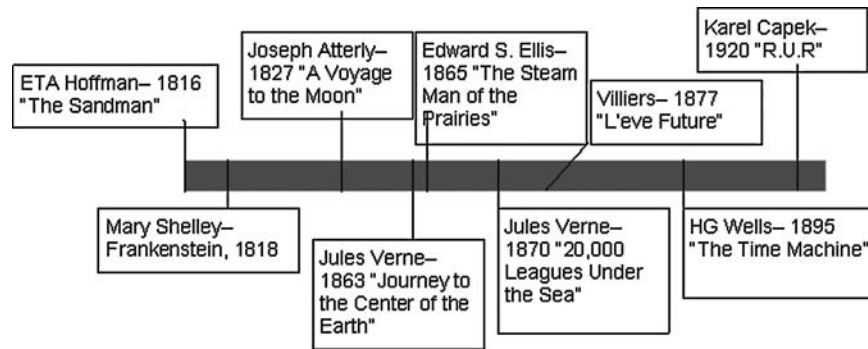 ETA Hoffman– 1816
"The Sandman"
Joseph Atterly–
1827 "A Voyage
to the Moon"
Edward S. Ellis–
1865 "The Steam
Man of the
Prairies"
Villiers– 1877
"L'eve Future"
Karel Capek–
1920 "R.U.R"
Mary Shelley–
Frankenstein, 1818
Jules Verne–
1863 "Journey to
the Center of the
Earth"
Jules Verne–
1870 "20,000
Leagues Under
the Sea"
HG Wells– 1895
"The Time Machine"